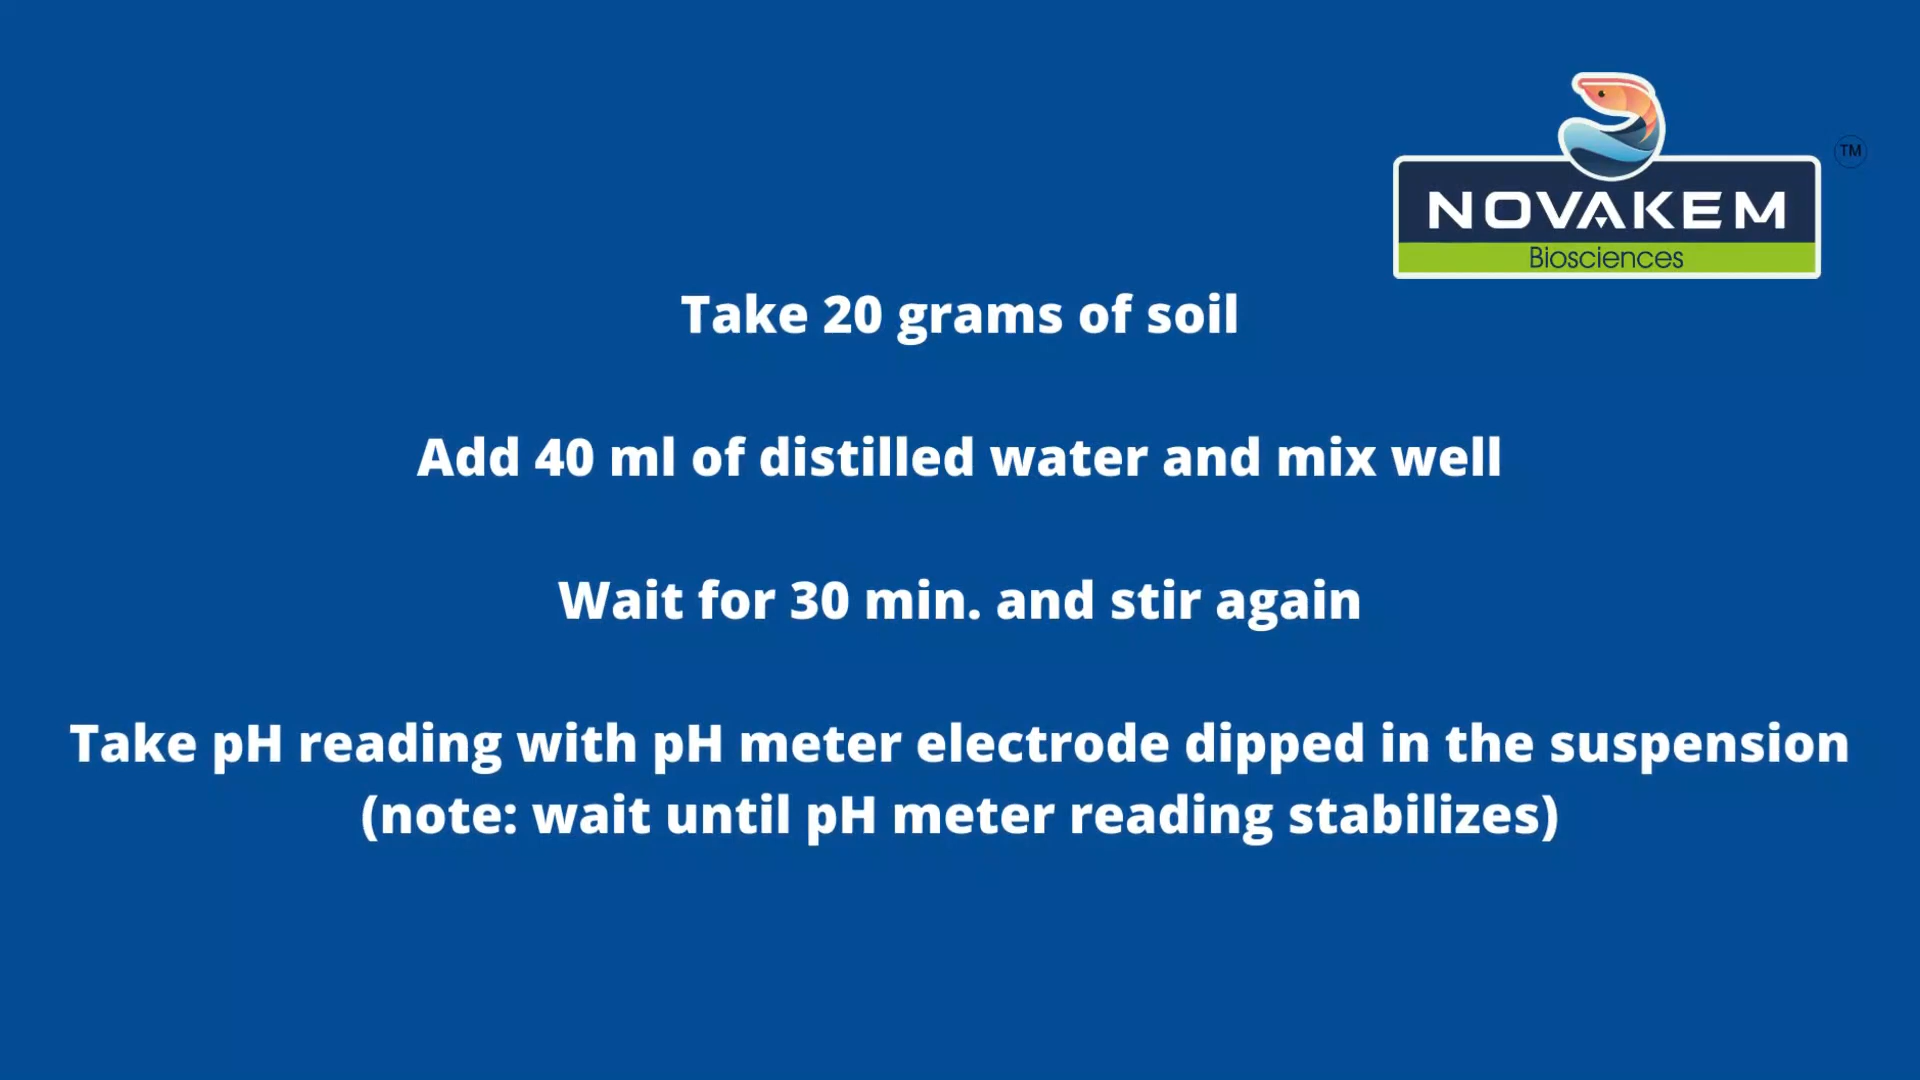 TM
NOVAKEM
Biosciences
Take 20 grams of soil
Add 40 ml of distilled water and mix well
Wait for 30 min. and stir again
Take pH reading with pH meter electrode dipped in the suspension
(note: wait until pH meter reading stabilizes)